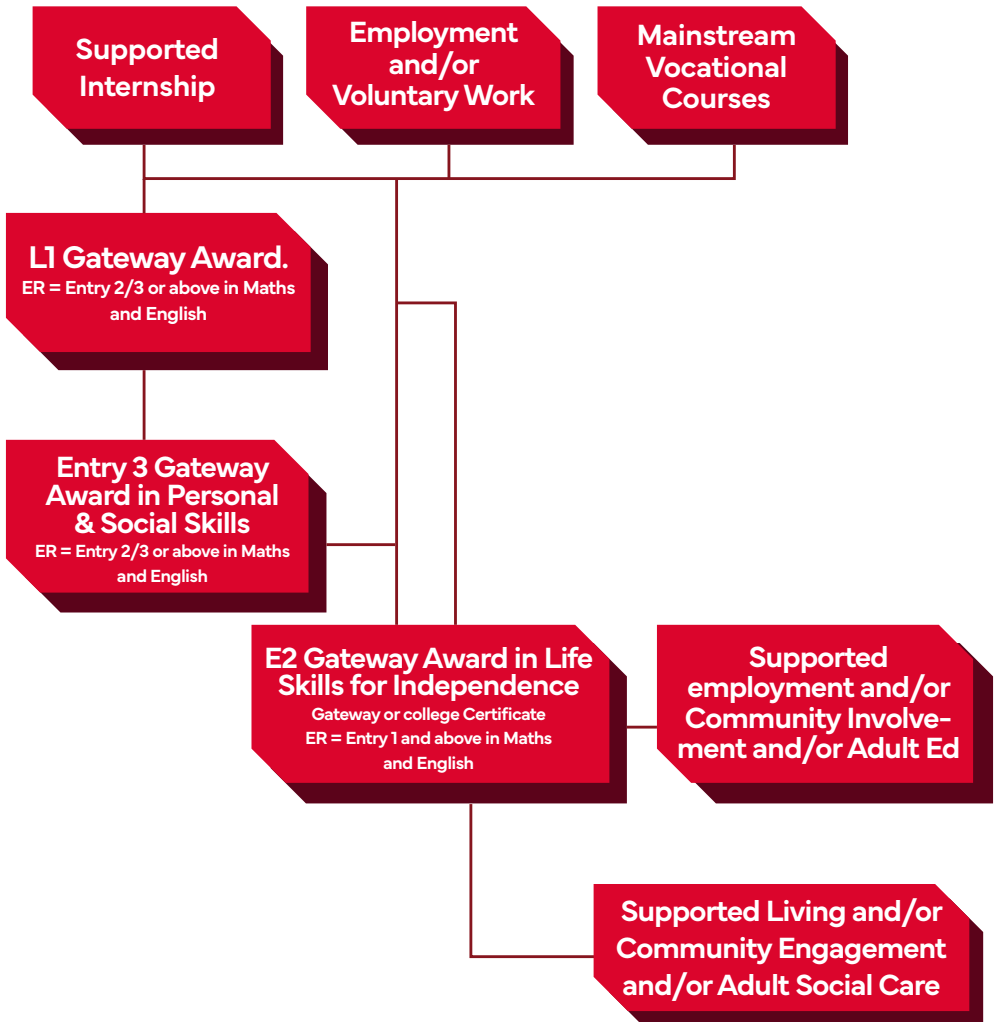 Supported
Internship
Employment
and/or
Voluntary Work
Mainstream
Vocational
Courses
L1 Gateway Award.
ER = Entry 2/3 or above in Maths
and English
Entry 3 Gateway
Award in Personal
& Social Skills
ER = Entry 2/3 or above in Maths
and English
E2 Gateway Award in Life
Skills for Independence
Gateway or college Certificate
ER = Entry 1 and above in Maths
and English
Supported
employment and/or
Community Involve-
ment and/or Adult Ed
Supported Living and/or
Community Engagement
and/or Adult Social Care